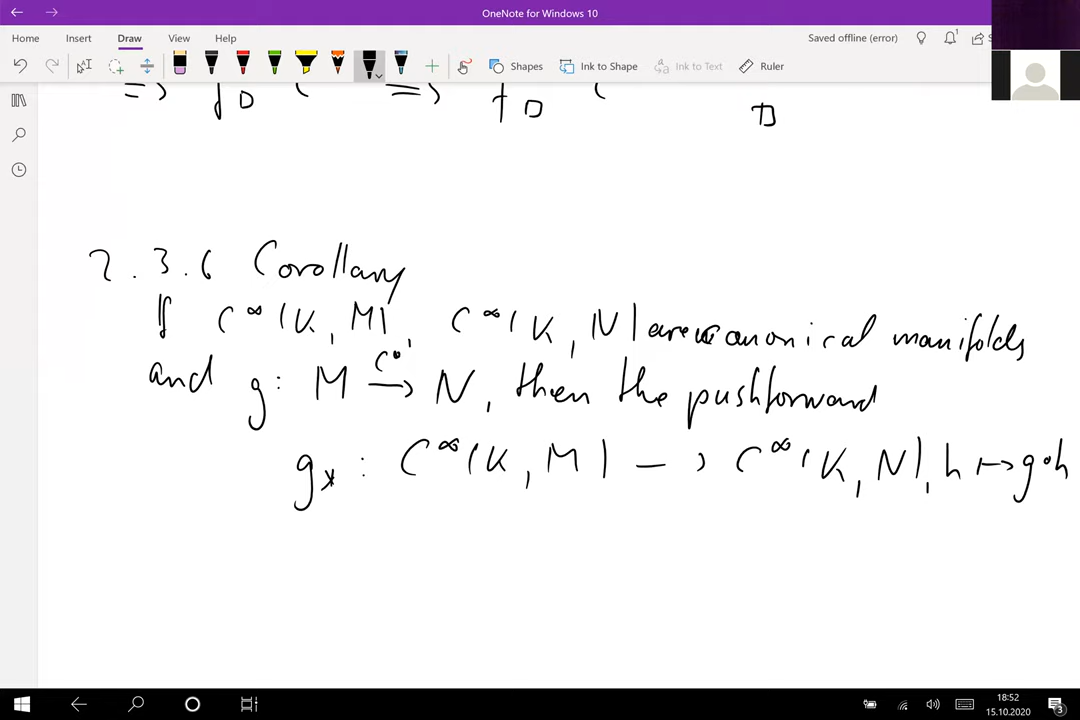 OneNote for Windows 10
Home Insert Draw View Help Saved offline (error)
Shapes Ink to Shape Ink to Text Ruler
=> f D ( => f D (
2.3.6 Corollary
If C^∞(K, M), C^∞(K, N) are canonical manifolds
and g: M → N, then the pushforward
g_* : C^∞(K, M) → C^∞(K, N), h ↦ g∘h
18:52
15.10.2020
3